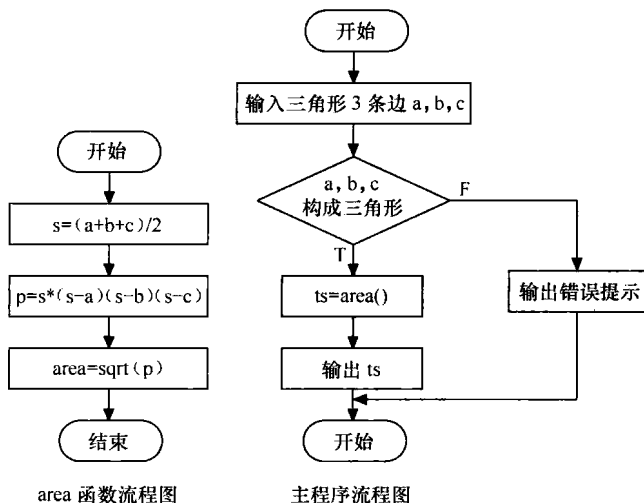 开始
s=(a+b+c)/2
p=s*(s-a)(s-b)(s-c)
area=sqrt(p)
结束
area 函数流程图
开始
输入三角形 3 条边 a,b,c
a, b, c
构成三角形
F
T
ts=area()
输出错误提示
输出 ts
开始
主程序流程图